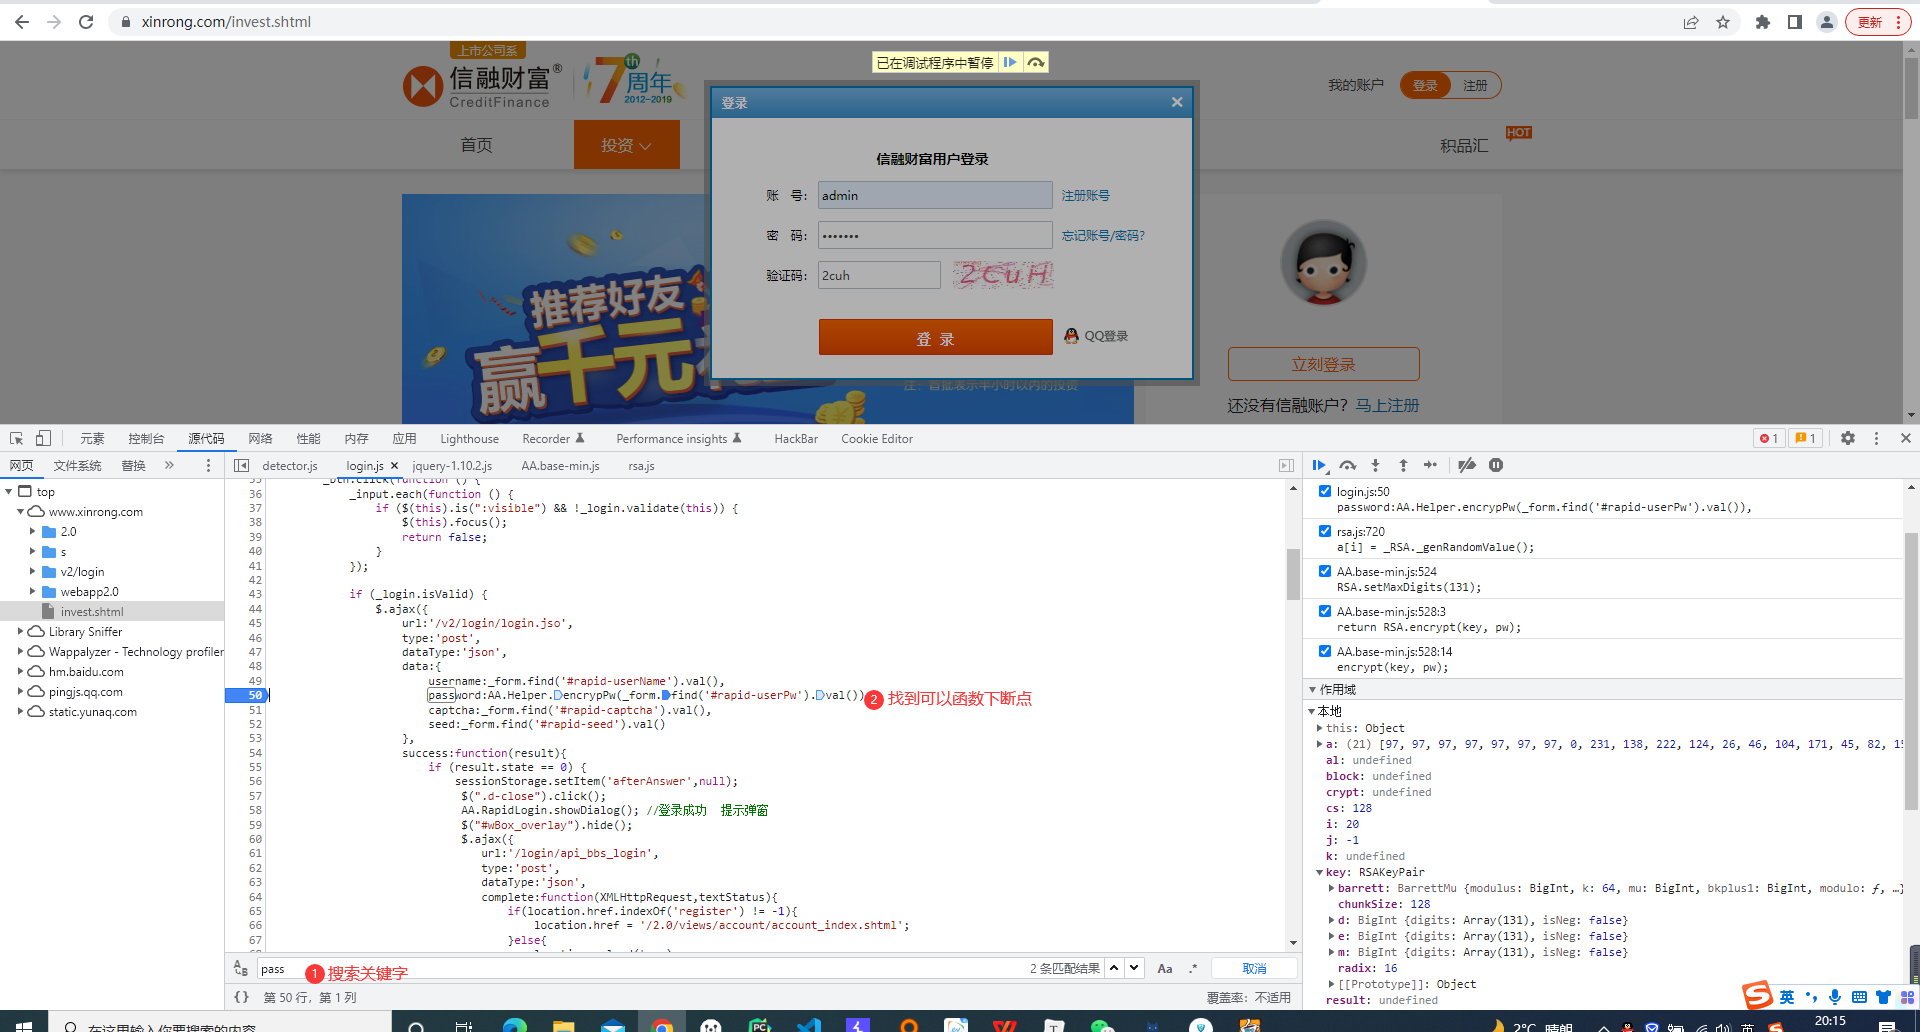 xinrong.com/invest.shtml
更新
上市公司系
信融财富®
CreditFinance
7th
周年
2012-2019
已在调试程序中暂停
我的账户
登录
注册
首页
投资
积品汇
HOT
登录
信融财富用户登录
账 号: admin 注册账号
密 码: ••••••• 忘记账号/密码?
验证码: 2cuh 2CuH
登 录
QQ登录
推荐好友
赢千元
立刻登录
还没有信融账户? 马上注册
元素 控制台 源代码 网络 性能 内存 应用 Lighthouse Recorder Performance insights HackBar Cookie Editor 1 1
网页 文件系统 替换 »
detector.js login.js × jquery-1.10.2.js AA.base-min.js rsa.js
top
www.xinrong.com
2.0
s
v2/login
webapp2.0
invest.shtml
Library Sniffer
Wappalyzer - Technology profiler
hm.baidu.com
pingjs.qq.com
static.yunaq.com
35 _btn.click(function () {
36 _input.each(function () {
37 if ($(this).is(":visible") && !_login.validate(this)) {
38 $(this).focus();
39 return false;
40 }
41 });
42
43 if (_login.isValid) {
44 $.ajax({
45 url:'/v2/login/login.jso',
46 type:'post',
47 dataType:'json',
48 data:{
49 username:_form.find('#rapid-userName').val(),
50 password:AA.Helper.encrypPw(_form.find('#rapid-userPw').val())
2 找到可以函数下断点
51 captcha:_form.find('#rapid-captcha').val(),
52 seed:_form.find('#rapid-seed').val()
53 },
54 success:function(result){
55 if (result.state == 0) {
56 sessionStorage.setItem('afterAnswer',null);
57 $(".d-close").click();
58 AA.RapidLogin.showDialog(); //登录成功 提示弹窗
59 $("#wBox_overlay").hide();
60 $.ajax({
61 url:'/login/api_bbs_login',
62 type:'post',
63 dataType:'json',
64 complete:function(XMLHttpRequest,textStatus){
65 if(location.href.indexOf('register') != -1){
66 location.href = '/2.0/views/account/account_index.shtml';
67 }else{
pass
1 搜索关键字
2 条匹配结果
Aa .* 取消
{} 第 50 行，第 1 列
覆盖率: 不适用
login.js:50
password:AA.Helper.encrypPw(_form.find('#rapid-userPw').val()),
rsa.js:720
a[i] = _RSA._genRandomValue();
AA.base-min.js:524
RSA.setMaxDigits(131);
AA.base-min.js:528:3
return RSA.encrypt(key, pw);
AA.base-min.js:528:14
encrypt(key, pw);
作用域
本地
this: Object
a: (21) [97, 97, 97, 97, 97, 97, 97, 0, 231, 138, 222, 124, 26, 46, 104, 171, 45, 82, 15
al: undefined
block: undefined
crypt: undefined
cs: 128
i: 20
j: -1
k: undefined
key: RSAKeyPair
barrett: BarrettMu {modulus: BigInt, k: 64, mu: BigInt, bkplus1: BigInt, modulo: ƒ, …}
chunkSize: 128
d: BigInt {digits: Array(131), isNeg: false}
e: BigInt {digits: Array(131), isNeg: false}
m: BigInt {digits: Array(131), isNeg: false}
radix: 16
[[Prototype]]: Object
result: undefined
英
在这里输入你要搜索的内容
2°C 晴朗
英
20:15